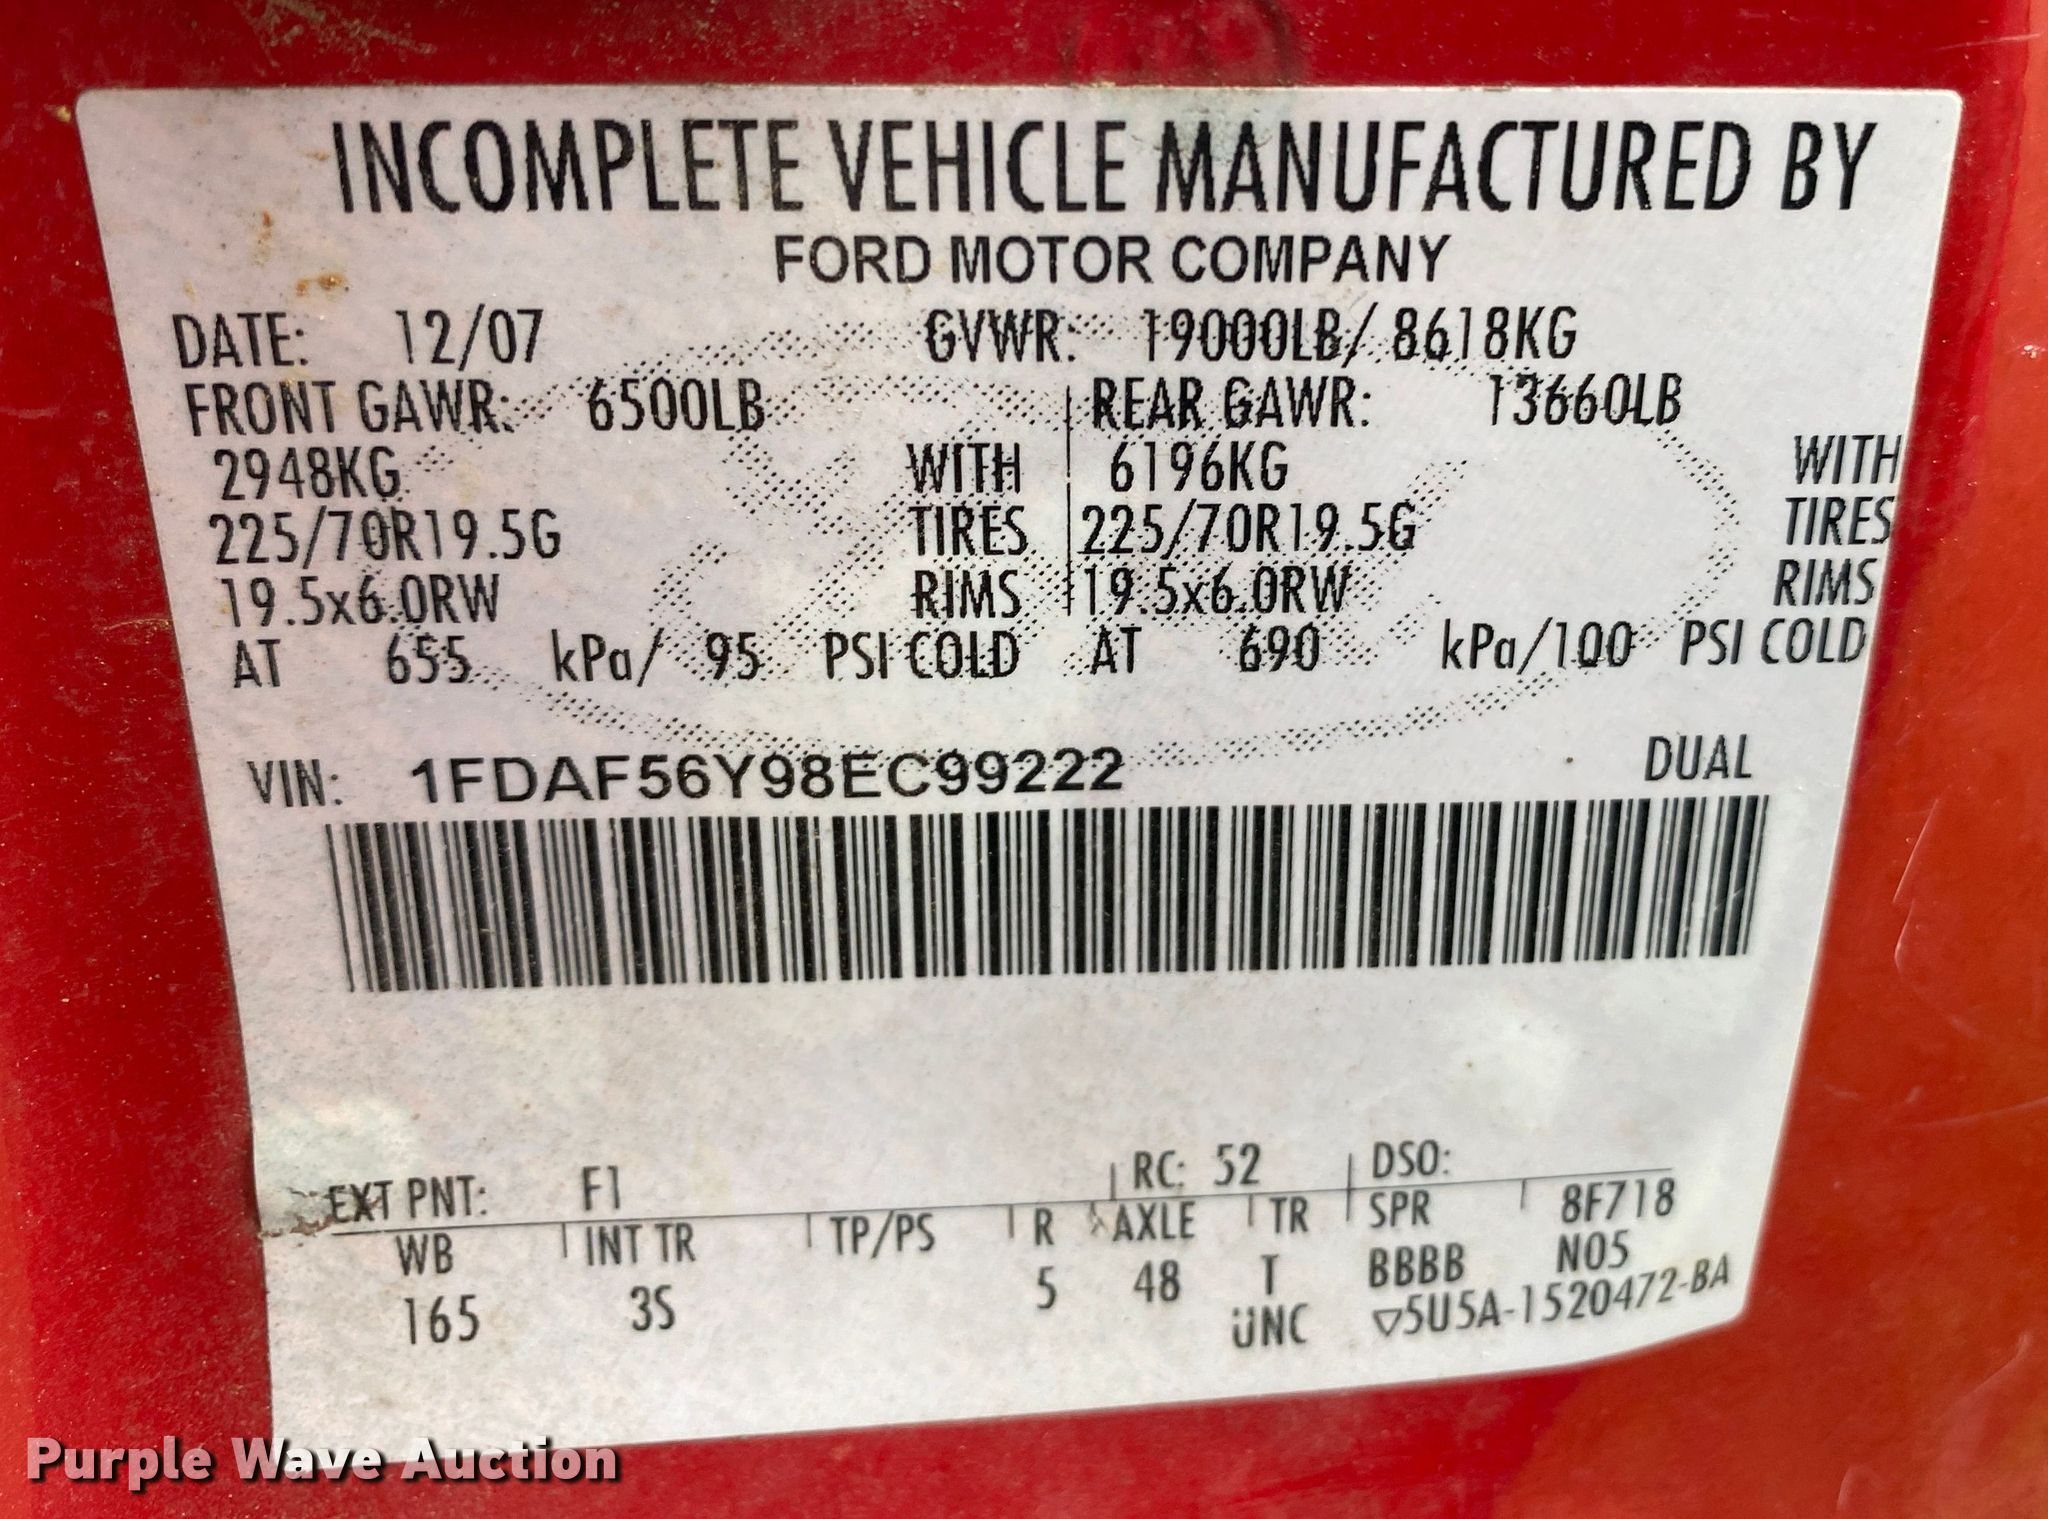 INCOMPLETE VEHICLE MANUFACTURED BY
FORD MOTOR COMPANY
DATE: 12/07 GVWR: 19000LB/ 8618KG
FRONT GAWR: 6500LB REAR GAWR: 13660LB
2948KG WITH 6196KG WITH
225/70R19.5G TIRES 225/70R19.5G TIRES
19.5x6.0RW RIMS 19.5x6.0RW RIMS
AT 655 kPa/ 95 PSI COLD AT 690 kPa/100 PSI COLD
VIN: 1FDAF56Y98EC99222 DUAL
EXT PNT: F1 RC: 52 DSO:
WB INT TR TP/PS R AXLE TR SPR 8F718
165 3S 5 48 T BBBB N05
UNC ▽5U5A-1520472-BA
Purple Wave Auction